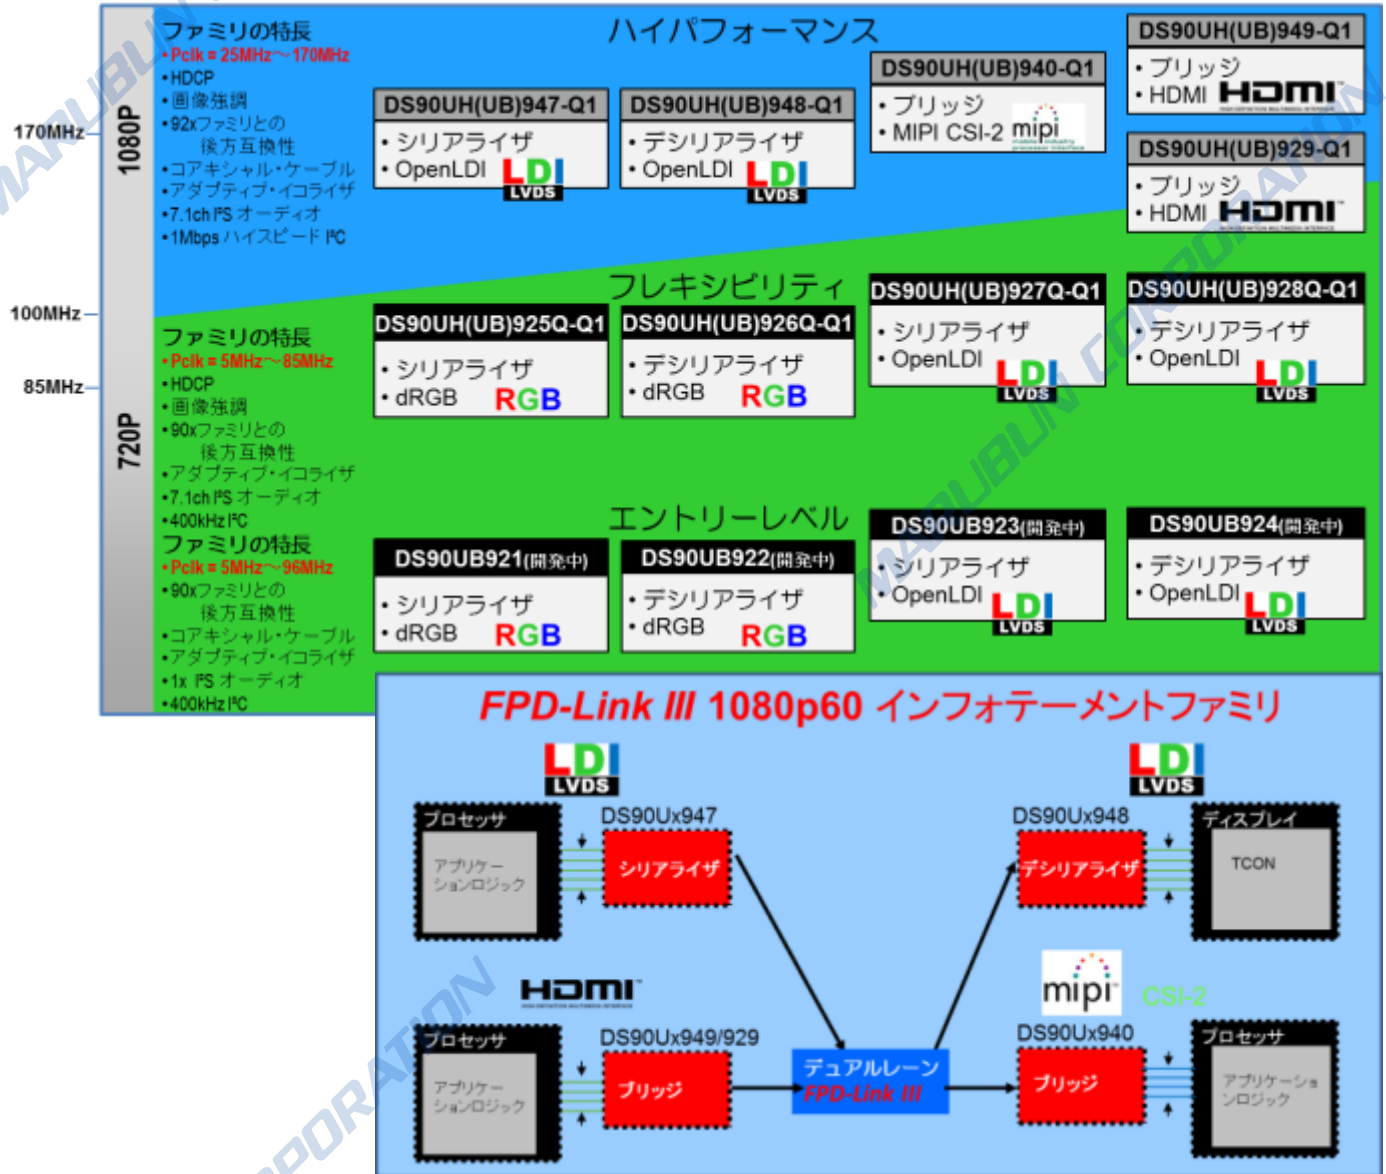 ハイパフォーマンス
170MHz
100MHz
85MHz
1080P
720P
ファミリの特長
•Pclk = 25MHz～170MHz
•HDCP
•画像強調
•92xファミリとの
後方互換性
•コアキシャル・ケーブル
•アダプティブ・イコライザ
•7.1ch I²S オーディオ
•1Mbps ハイスピード I²C
DS90UH(UB)947-Q1
• シリアライザ
• OpenLDI
LDI
LVDS
DS90UH(UB)948-Q1
• デシリアライザ
• OpenLDI
LDI
LVDS
DS90UH(UB)940-Q1
• ブリッジ
• MIPI CSI-2
mipi
DS90UH(UB)949-Q1
• ブリッジ
• HDMI
HDMI
DS90UH(UB)929-Q1
• ブリッジ
• HDMI
HDMI
フレキシビリティ
ファミリの特長
•Pclk = 5MHz～85MHz
•HDCP
•画像強調
•90xファミリとの
後方互換性
•アダプティブ・イコライザ
•7.1ch I²S オーディオ
•400kHz I²C
DS90UH(UB)925Q-Q1
• シリアライザ
• dRGB
RGB
DS90UH(UB)926Q-Q1
• デシリアライザ
• dRGB
RGB
DS90UH(UB)927Q-Q1
• シリアライザ
• OpenLDI
LDI
LVDS
DS90UH(UB)928Q-Q1
• デシリアライザ
• OpenLDI
LDI
LVDS
エントリーレベル
ファミリの特長
•Pclk = 5MHz～96MHz
•90xファミリとの
後方互換性
•コアキシャル・ケーブル
•アダプティブ・イコライザ
•1x I²S オーディオ
•400kHz I²C
DS90UB921(開発中)
• シリアライザ
• dRGB
RGB
DS90UB922(開発中)
• デシリアライザ
• dRGB
RGB
DS90UB923(開発中)
• シリアライザ
• OpenLDI
LDI
LVDS
DS90UB924(開発中)
• デシリアライザ
• OpenLDI
LDI
LVDS
FPD-Link III 1080p60 インフォテーメントファミリ
LDI
LVDS
LDI
LVDS
プロセッサ
アプリケー
ションロジック
DS90Ux947
シリアライザ
DS90Ux948
デシリアライザ
ディスプレイ
TCON
HDMI
mipi
CSI-2
プロセッサ
アプリケー
ションロジック
DS90Ux949/929
ブリッジ
デュアルレーン
FPD-Link III
DS90Ux940
ブリッジ
プロセッサ
アプリケーショ
ンロジック
MARUBUN CORPORATION